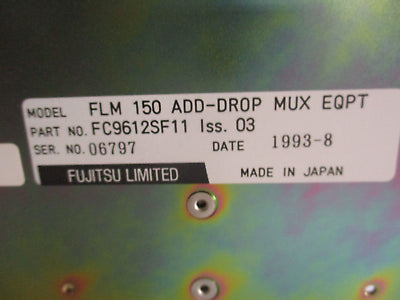 MODEL FLM 150 ADD-DROP MUX EQPT
PART NO. FC9612SF11 Iss. 03
SER. NO. 06797 DATE 1993-8
FUJITSU LIMITED MADE IN JAPAN